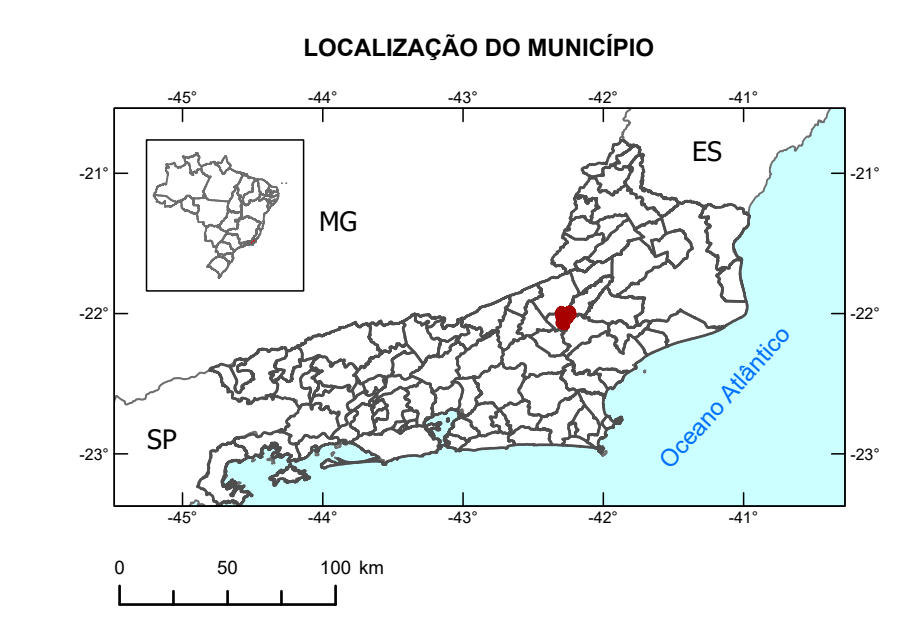 LOCALIZAÇÃO DO MUNICÍPIO
-45° -44° -43° -42° -41°
ES
-21° -21°
MG
-22° -22°
Oceano Atlântico
SP
-23° -23°
-45° -44° -43° -42° -41°
0 50 100 km